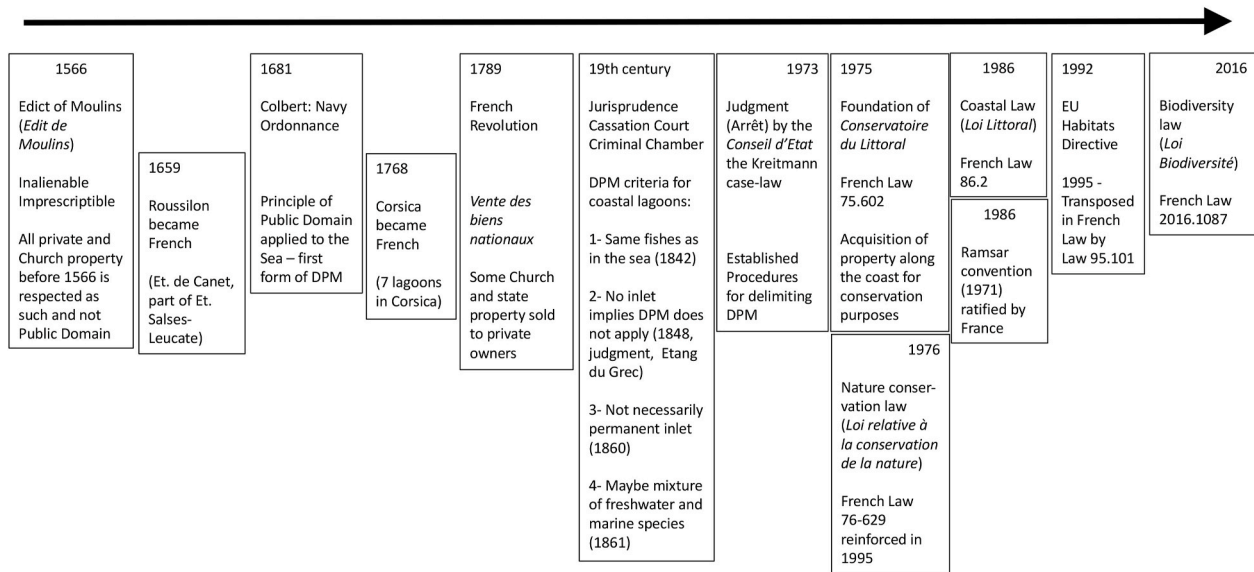 1566
Edict of Moulins
(Edit de
Moulins)
Inalienable
Imprescriptible
All private and
Church property
before 1566 is
respected as
such and not
Public Domain
1659
Roussilon
became
French
(Et. de Canet,
part of Et.
Salses-
Leucate)
1681
Colbert: Navy
Ordonnance
Principle of
Public Domain
applied to the
Sea – first
form of DPM
1768
Corsica
became
French
(7 lagoons
in Corsica)
1789
French
Revolution
Vente des
biens
nationaux
Some Church
and state
property sold
to private
owners
19th century
Jurisprudence
Cassation Court
Criminal Chamber
DPM criteria for
coastal lagoons:
1- Same fishes as
in the sea (1842)
2- No inlet
implies DPM does
not apply (1848,
judgment, Etang
du Grec)
3- Not necessarily
permanent inlet
(1860)
4- Maybe mixture
of freshwater and
marine species
(1861)
1973
Judgment
(Arrêt) by the
Conseil d’Etat
the Kreitmann
case-law
Established
Procedures
for delimiting
DPM
1975
Foundation of
Conservatoire
du Littoral
French Law
75.602
Acquisition of
property along
the coast for
conservation
purposes
1976
Nature conser-
vation law
(Loi relative à
la conservation
de la nature)
French Law
76-629
reinforced in
1995
1986
Coastal Law
(Loi Littoral)
French Law
86.2
1986
Ramsar
convention
(1971)
ratified by
France
1992
EU
Habitats
Directive
1995 -
Transposed
in French
Law by
Law 95.101
2016
Biodiversity
law
(Loi
Biodiversité)
French Law
2016.1087